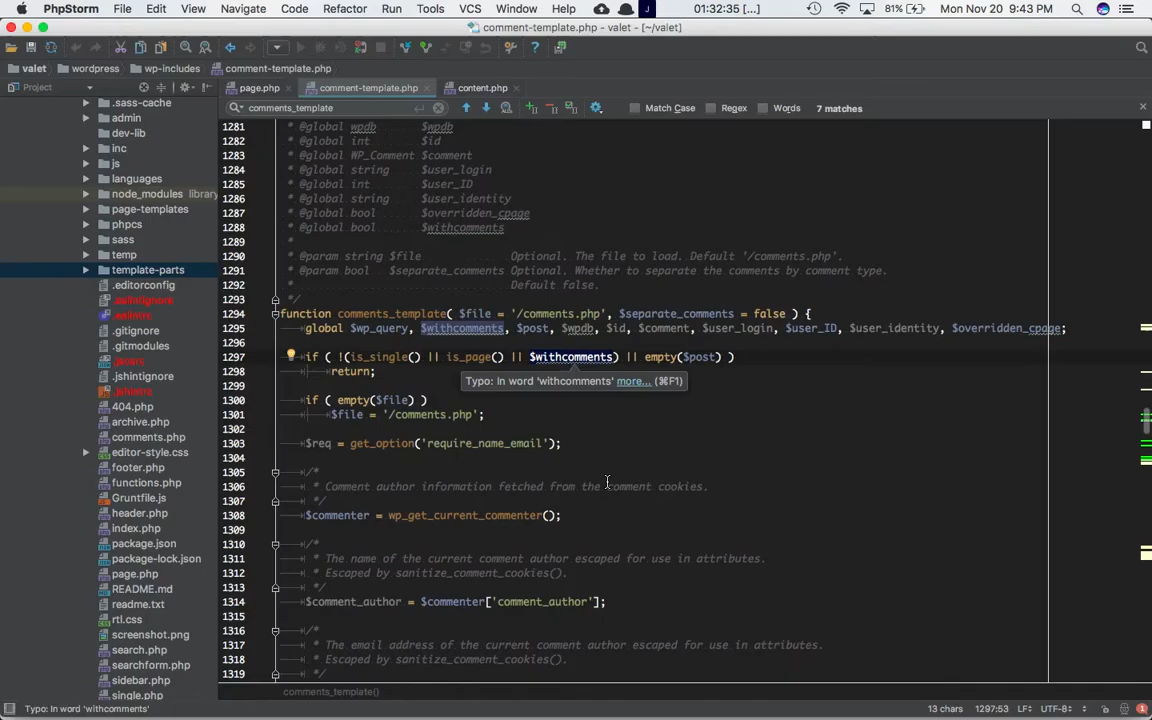 PhpStorm File Edit View Navigate Code Refactor Run Tools VCS Window Help 01:32:35 [...] 81% Mon Nov 20 9:43 PM
comment-template.php - valet - [~/valet]
valet wordpress wp-includes comment-template.php
Project page.php comment-template.php content.php
comments_template Match Case Regex Words 7 matches
.sass-cache
admin
dev-lib
inc
js
languages
node_modules library
page-templates
phpcs
sass
temp
template-parts
.editorconfig
.eslintignore
.eslintrc
.gitignore
.gitmodules
.jscsrc
.jshintignore
.jshintrc
404.php
archive.php
comments.php
editor-style.css
footer.php
functions.php
Gruntfile.js
header.php
index.php
package.json
package-lock.json
page.php
README.md
readme.txt
rtl.css
screenshot.png
search.php
searchform.php
sidebar.php
single.php
1281 * @global wpdb $wpdb
1282 * @global int $id
1283 * @global WP_Comment $comment
1284 * @global string $user_login
1285 * @global int $user_ID
1286 * @global string $user_identity
1287 * @global bool $overridden_cpage
1288 * @global bool $withcomments
1289 *
1290 * @param string $file Optional. The file to load. Default '/comments.php'.
1291 * @param bool $separate_comments Optional. Whether to separate the comments by comment type.
1292 * Default false.
1293 */
1294 function comments_template( $file = '/comments.php', $separate_comments = false ) {
1295 global $wp_query, $withcomments, $post, $wpdb, $id, $comment, $user_login, $user_ID, $user_identity, $overridden_cpage;
1296
1297 if ( !(is_single() || is_page() || $withcomments) || empty($post) )
1298 return;
Typo: In word 'withcomments' more... (⌘F1)
1299
1300 if ( empty($file) )
1301 $file = '/comments.php';
1302
1303 $req = get_option('require_name_email');
1304
1305 /*
1306 * Comment author information fetched from the comment cookies.
1307 */
1308 $commenter = wp_get_current_commenter();
1309
1310 /*
1311 * The name of the current comment author escaped for use in attributes.
1312 * Escaped by sanitize_comment_cookies().
1313 */
1314 $comment_author = $commenter['comment_author'];
1315
1316 /*
1317 * The email address of the current comment author escaped for use in attributes.
1318 * Escaped by sanitize_comment_cookies().
1319 */
comments_template()
Typo: In word 'withcomments' 13 chars 1297:53 LF÷ UTF-8÷ 1